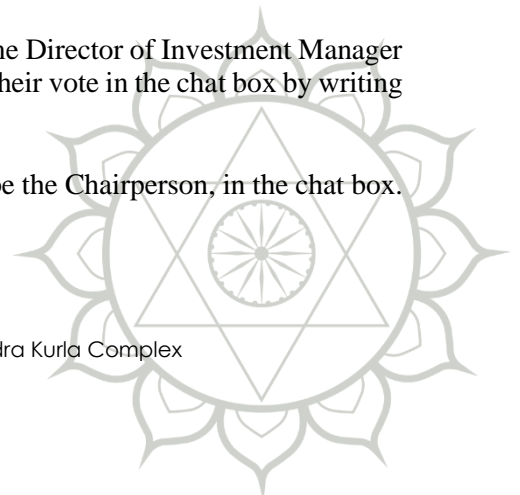 ne Director of Investment Manager
heir vote in the chat box by writing
e the Chairperson, in the chat box.
dra Kurla Complex